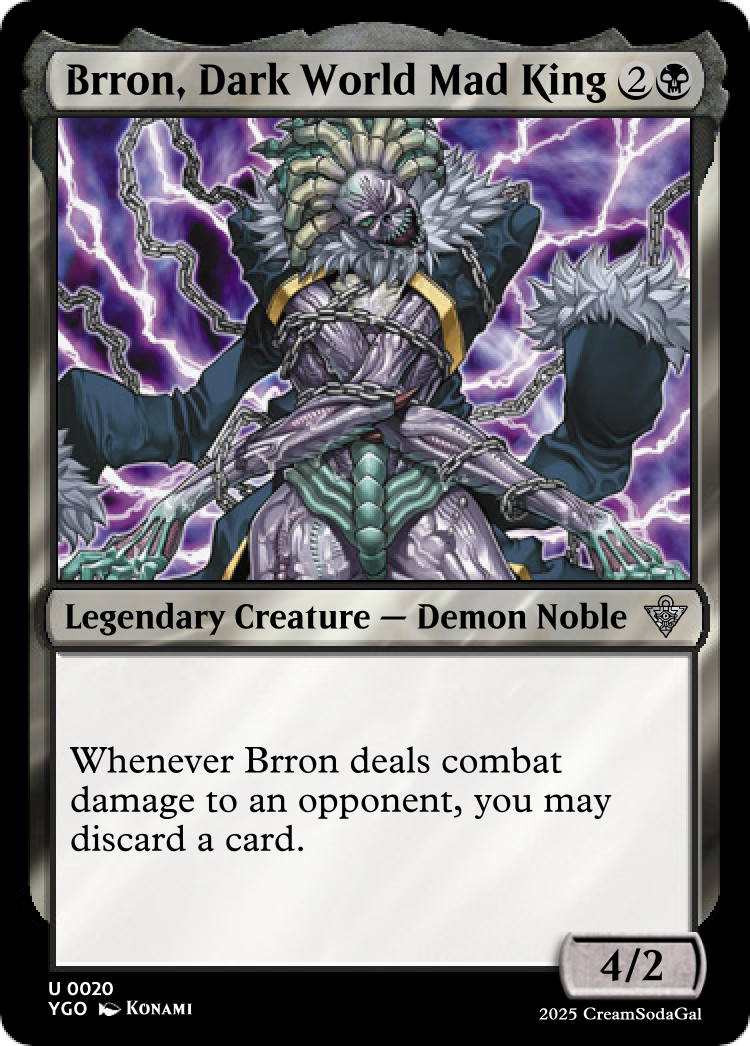 Brron, Dark World Mad King 2
Legendary Creature — Demon Noble
Whenever Brron deals combat
damage to an opponent, you may
discard a card.
4/2
U 0020
YGO KONAMI
2025 CreamSodaGal